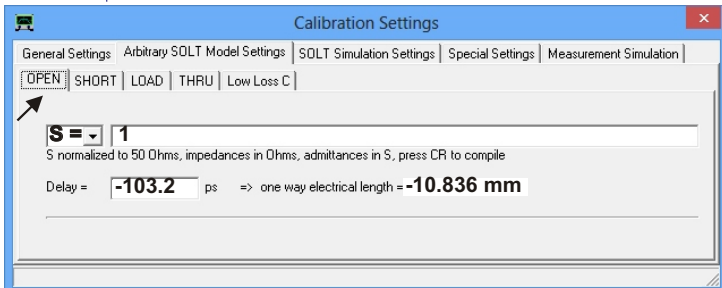 Calibration Settings
General Settings Arbitrary SOLT Model Settings SOLT Simulation Settings Special Settings Measurement Simulation
OPEN SHORT LOAD THRU Low Loss C
S = 1
S normalized to 50 Ohms, impedances in Ohms, admittances in S, press CR to compile
Delay = -103.2 ps => one way electrical length = -10.836 mm